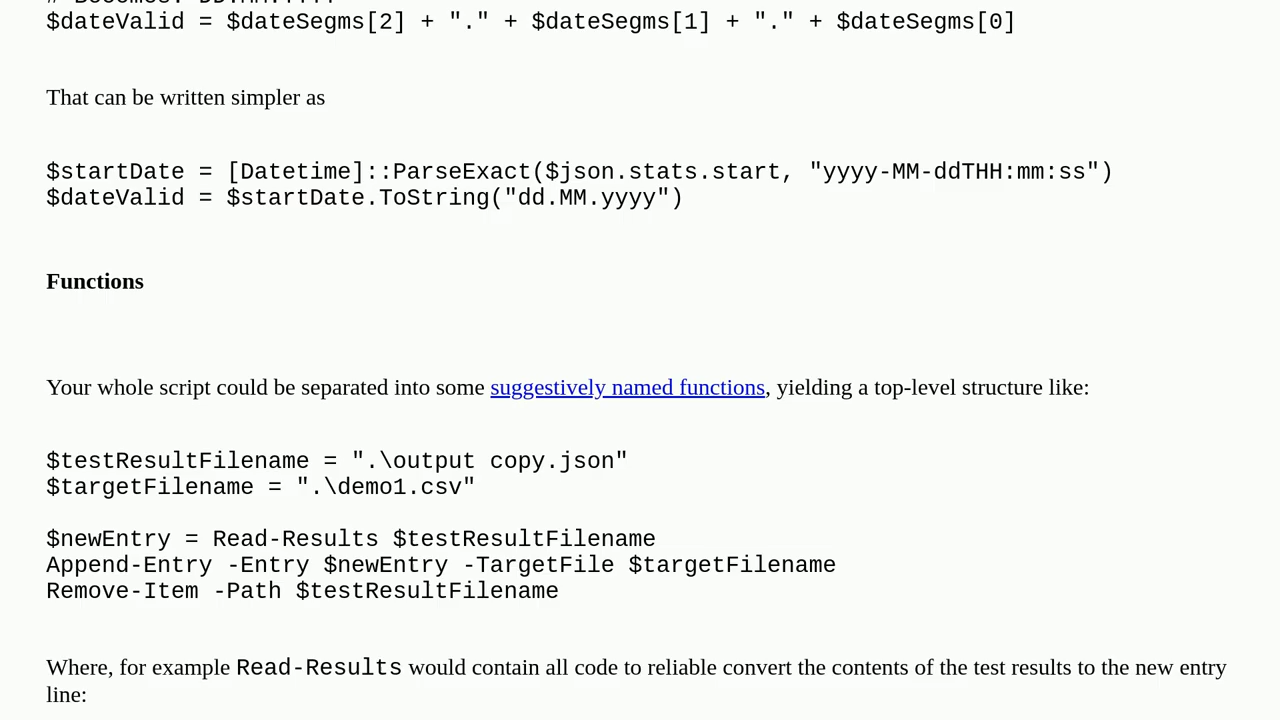 $dateValid = $dateSegms[2] + "." + $dateSegms[1] + "." + $dateSegms[0]
That can be written simpler as
$startDate = [Datetime]::ParseExact($json.stats.start, "yyyy-MM-ddTHH:mm:ss")
$dateValid = $startDate.ToString("dd.MM.yyyy")
Functions
Your whole script could be separated into some suggestively named functions, yielding a top-level structure like:
$testResultFilename = ".\output copy.json"
$targetFilename = ".\demo1.csv"
$newEntry = Read-Results $testResultFilename
Append-Entry -Entry $newEntry -TargetFile $targetFilename
Remove-Item -Path $testResultFilename
Where, for example Read-Results would contain all code to reliable convert the contents of the test results to the new entry
line: